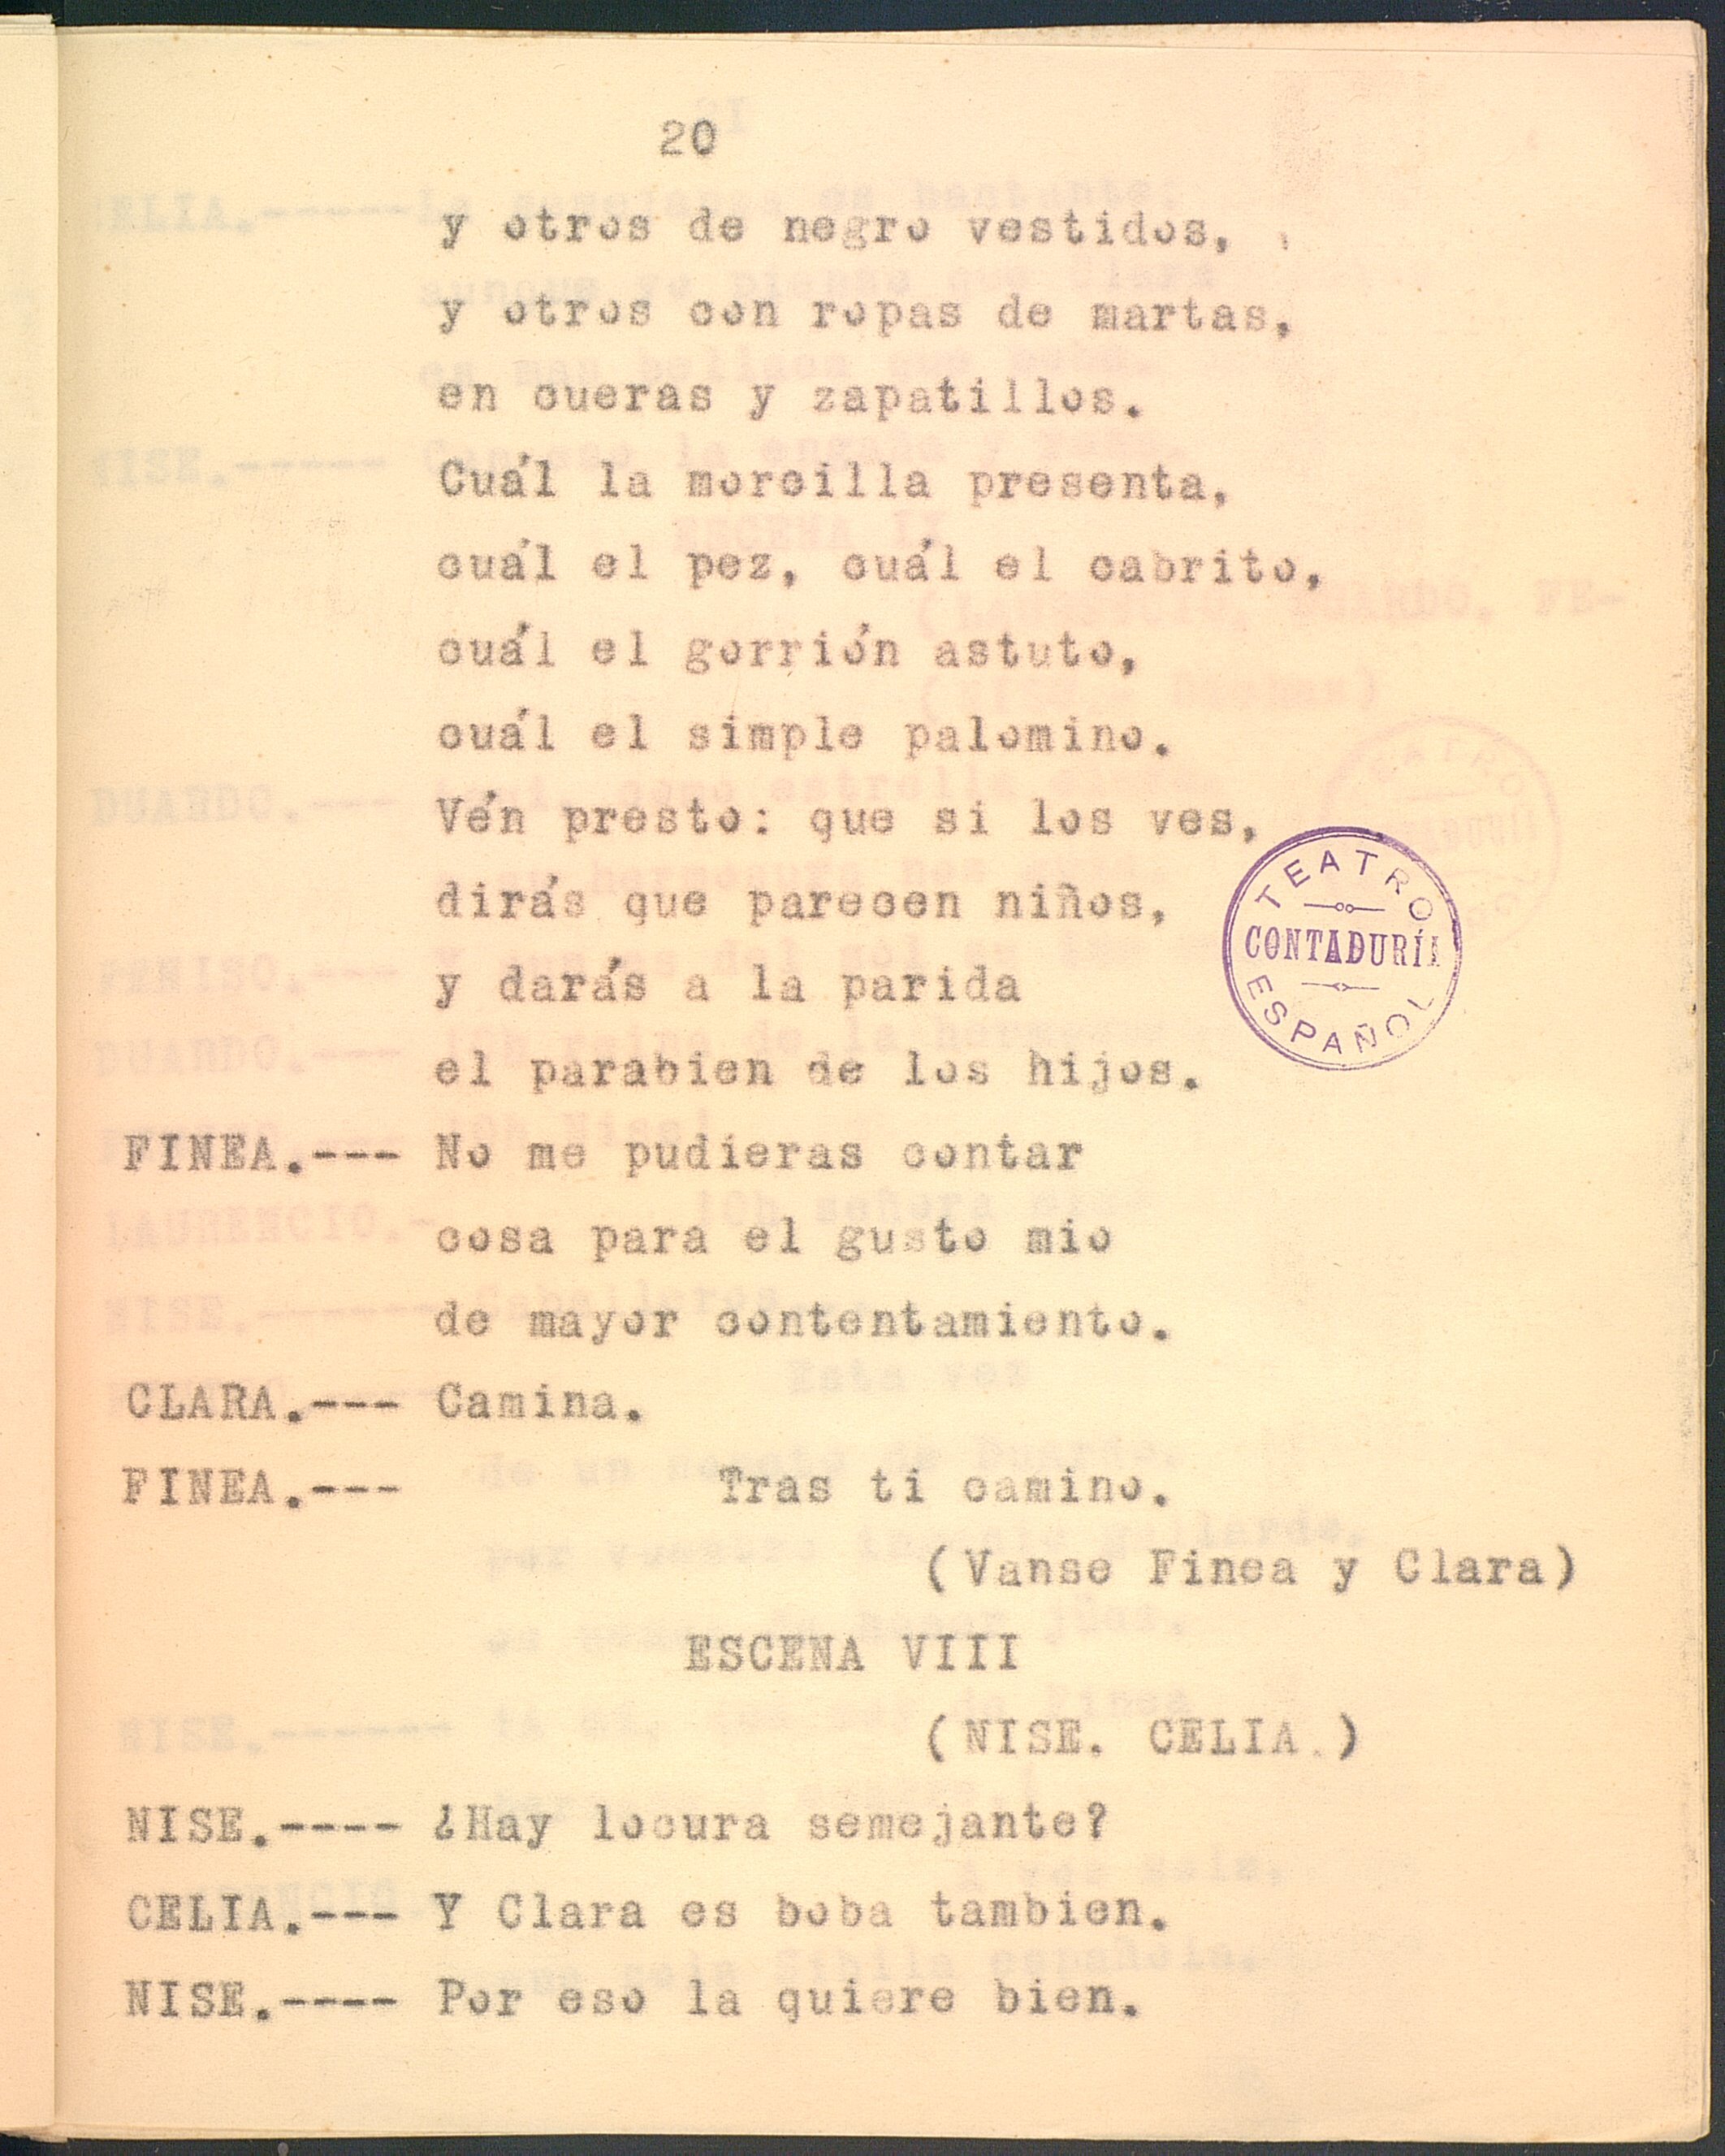 20
y otros de negro vestidos,
y otros con ropas de martas,
en cueras y zapatillos.
Cuál la morcilla presenta,
cuál el pez, cuál el cabrito,
cuál el gorrión astuto,
cuál el simple palomino.
Vén presto: que si los ves,
dirás que parecen niños,
y darás a la parida
el parabien de los hijos.
TEATRO
CONTADURÍA
ESPAÑOL
FINEA.--- No me pudieras contar
cosa para el gusto mio
de mayor contentamiento.
CLARA.--- Camina.
FINEA.--- Tras ti camino.
(Vanse Finea y Clara)
ESCENA VIII
(NISE. CELIA.)
NISE.---- ¿Hay locura semejante?
CELIA.--- Y Clara es boba tambien.
NISE.---- Por eso la quiere bien.